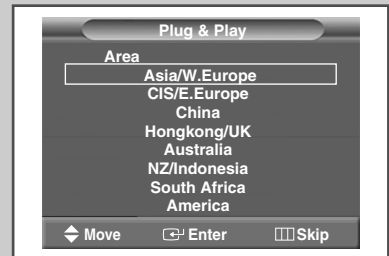 Plug & Play
Area
Asia/W.Europe
CIS/E.Europe
China
Hongkong/UK
Australia
NZ/Indonesia
South Africa
America
Move Enter Skip